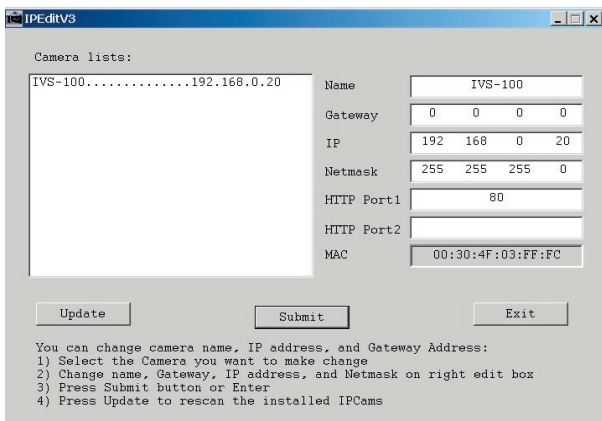 IPEditV3
Camera lists:
IVS-100..............192.168.0.20
Name IVS-100
Gateway 0 0 0 0
IP 192 168 0 20
Netmask 255 255 255 0
HTTP Port1 80
HTTP Port2
MAC 00:30:4F:03:FF:FC
Update Submit Exit
You can change camera name, IP address, and Gateway Address:
1) Select the Camera you want to make change
2) Change name, Gateway, IP address, and Netmask on right edit box
3) Press Submit button or Enter
4) Press Update to rescan the installed IPCams